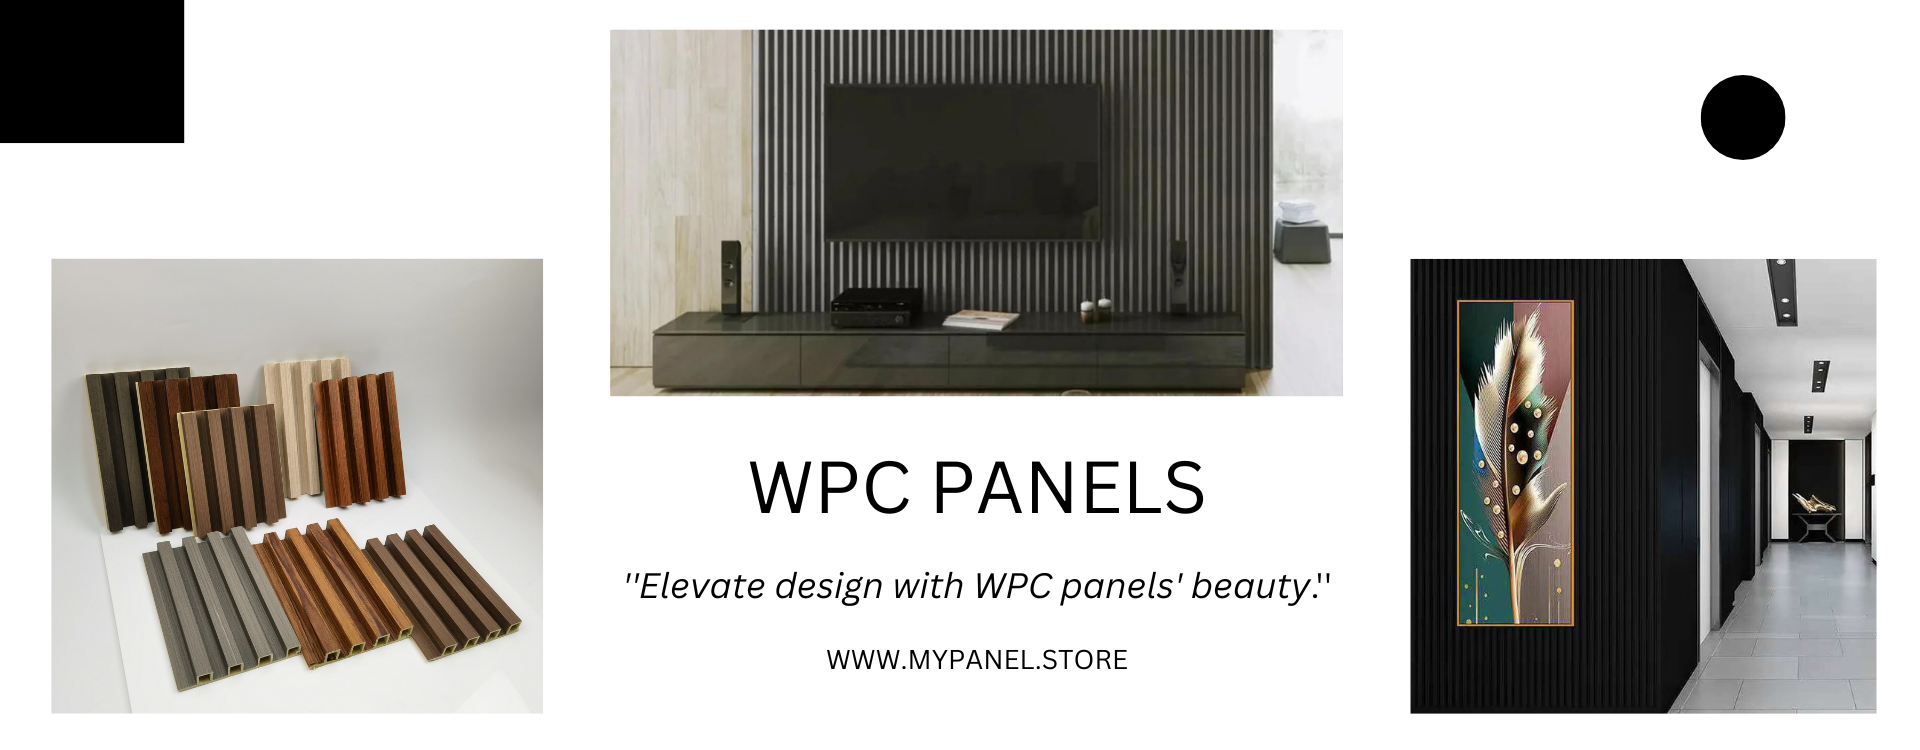 WPC PANELS
"Elevate design with WPC panels' beauty."
WWW.MYPANEL.STORE